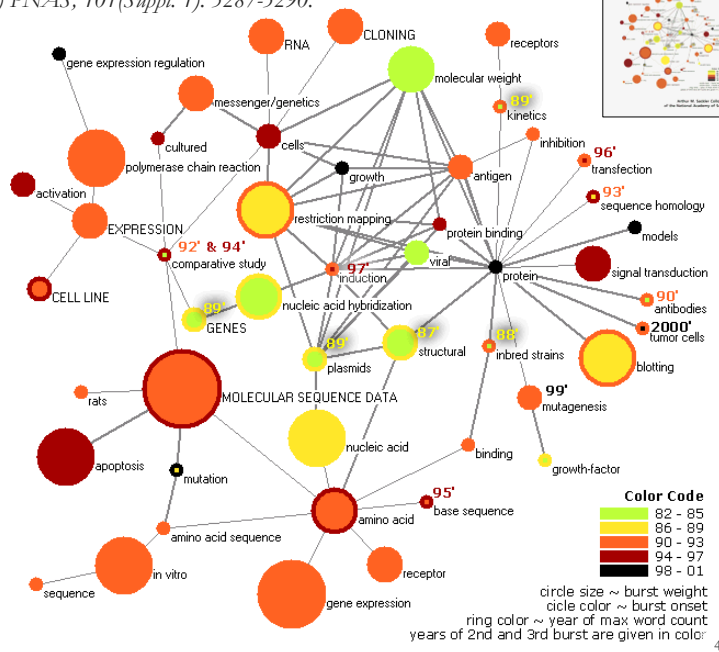 PNAS, 101(Suppl. 1). 5287-5290.
RNA
CLONING
receptors
gene expression regulation
molecular weight
messenger/genetics
89'
kinetics
cultured
cells
inhibition
polymerase chain reaction
growth
antigen
96'
transfection
activation
93'
sequence homology
restriction mapping
EXPRESSION
protein binding
models
92' & 94'
comparative study
viral
97'
induction
protein
signal transduction
CELL LINE
nucleic acid hybridization
90'
antibodies
89'
GENES
2000'
tumor cells
89'
plasmids
87'
structural
88'
inbred strains
blotting
rats
MOLECULAR SEQUENCE DATA
99'
mutagenesis
nucleic acid
apoptosis
binding
growth-factor
mutation
95'
base sequence
amino acid
amino acid sequence
in vitro
receptor
sequence
gene expression
Color Code
82 - 85
86 - 89
90 - 93
94 - 97
98 - 01
circle size ~ burst weight
cicle color ~ burst onset
ring color ~ year of max word count
years of 2nd and 3rd burst are given in color
4